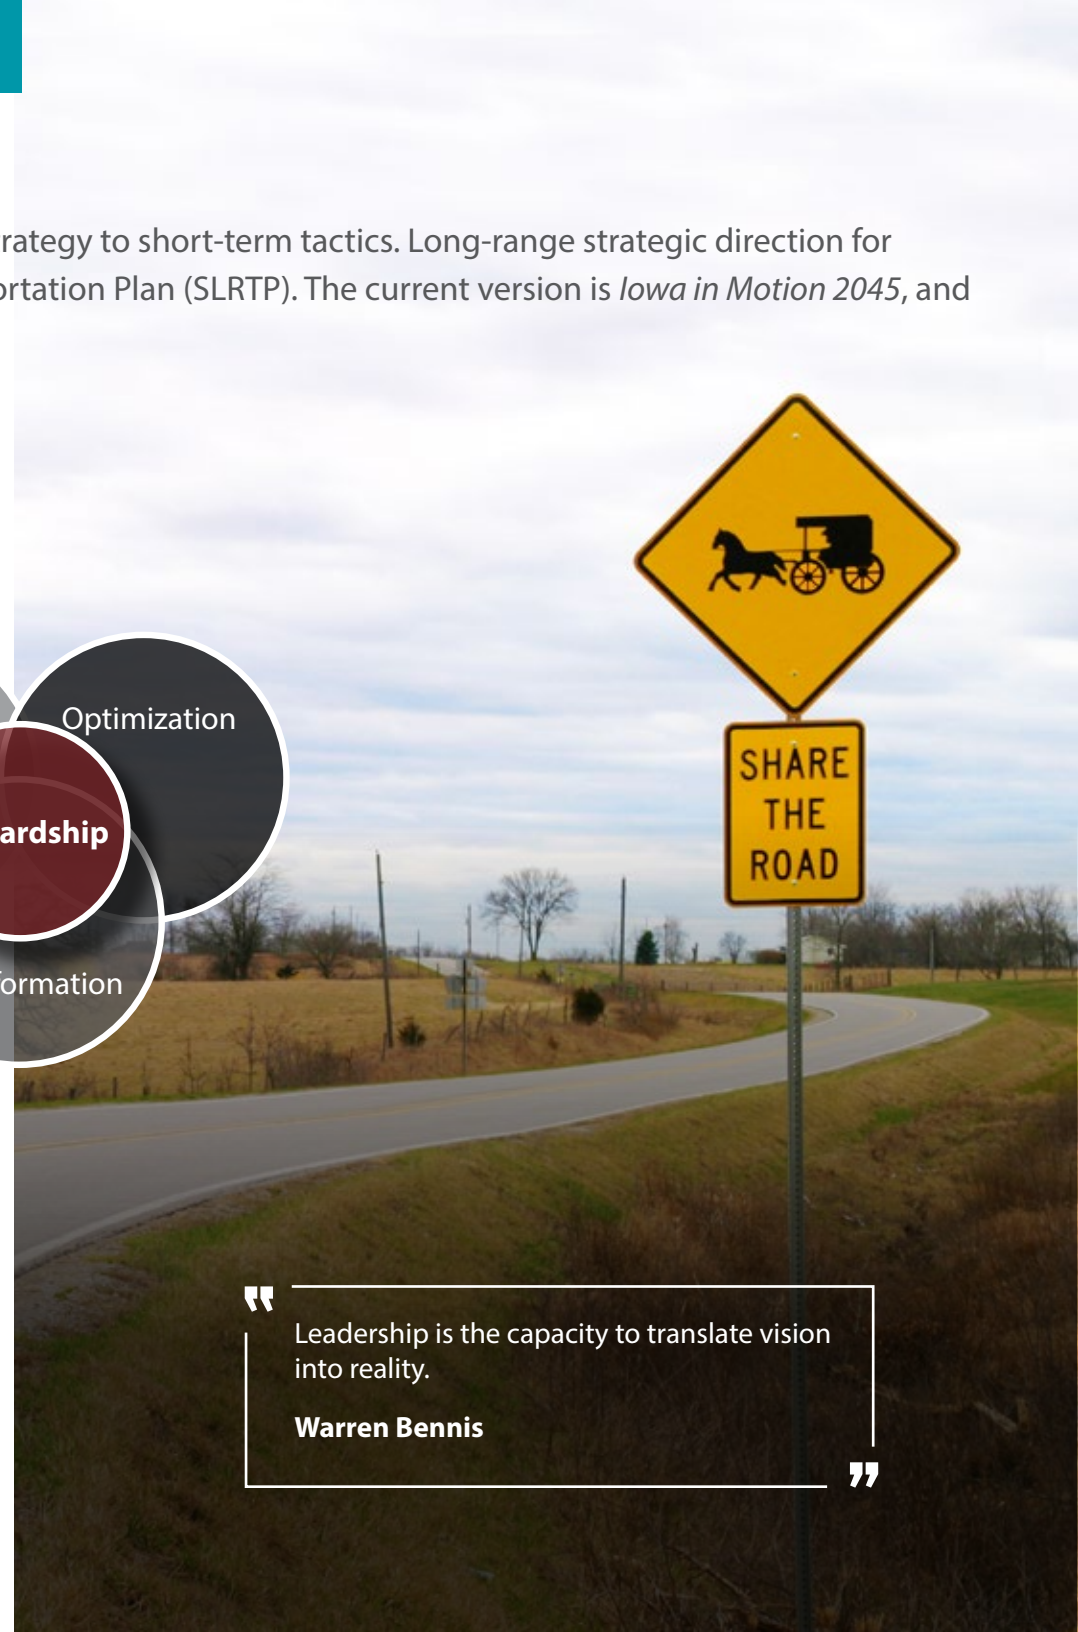 rategy to short-term tactics. Long-range strategic direction for
ortation Plan (SLRTP). The current version is Iowa in Motion 2045, and
Optimization
ardship
ormation
SHARE
THE
ROAD
Leadership is the capacity to translate vision
into reality.
Warren Bennis